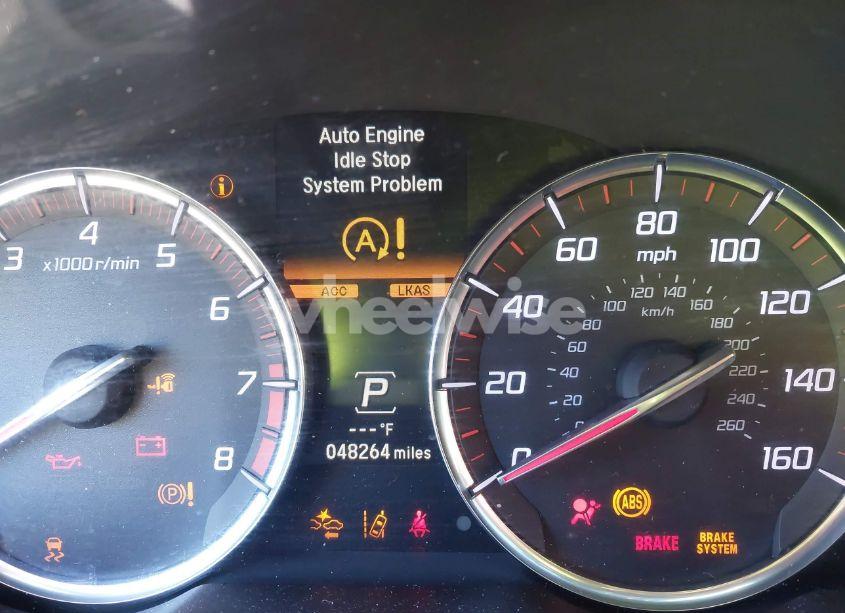 Auto Engine
Idle Stop
System Problem
A!
i
ACC
LKAS
wheelwise
3
4
5
6
7
8
x1000 r/min
P
---°F
048264 miles
(P)!
0
20
40
60
80
100
120
140
160
mph
km/h
0
20
40
60
80
100
120
140
160
180
200
220
240
260
ABS
BRAKE
BRAKE
SYSTEM